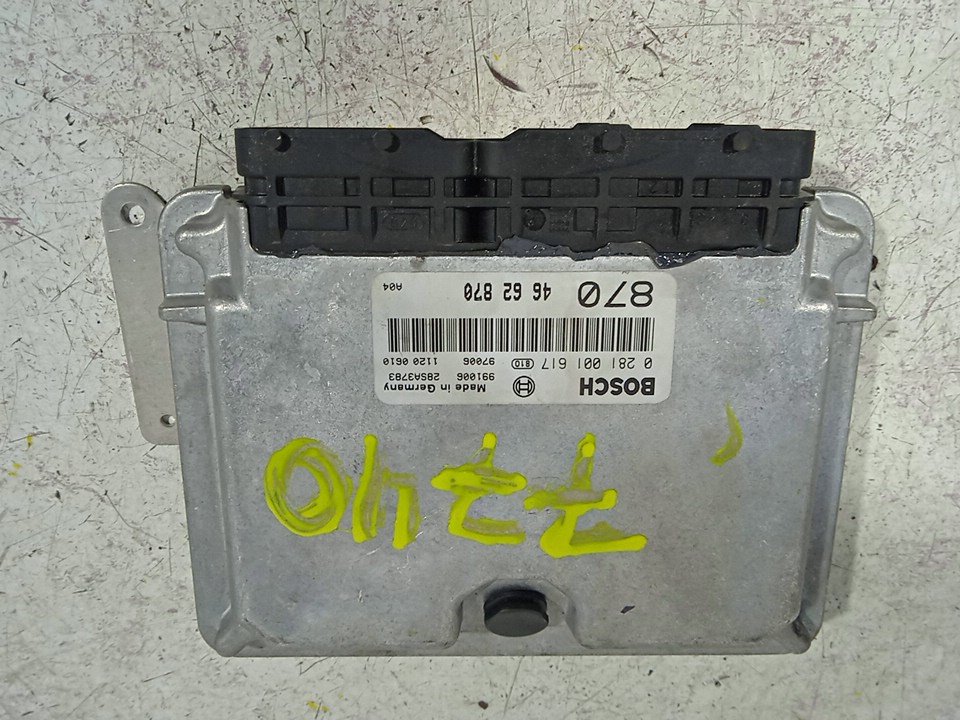 BOSCH Made in Germany
991006 28SA3783
0 281 001 617 810 97006 1120 0610
870 46 62 870 A04